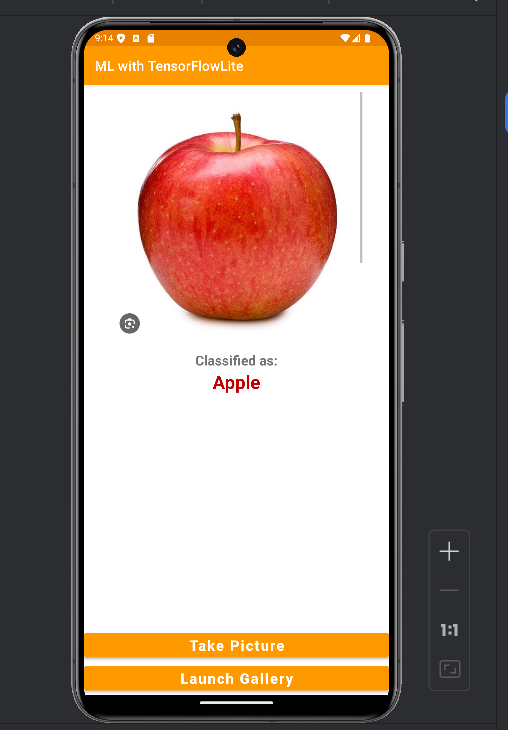 9:14
ML with TensorFlowLite
Classified as:
Apple
Take Picture
Launch Gallery
1:1